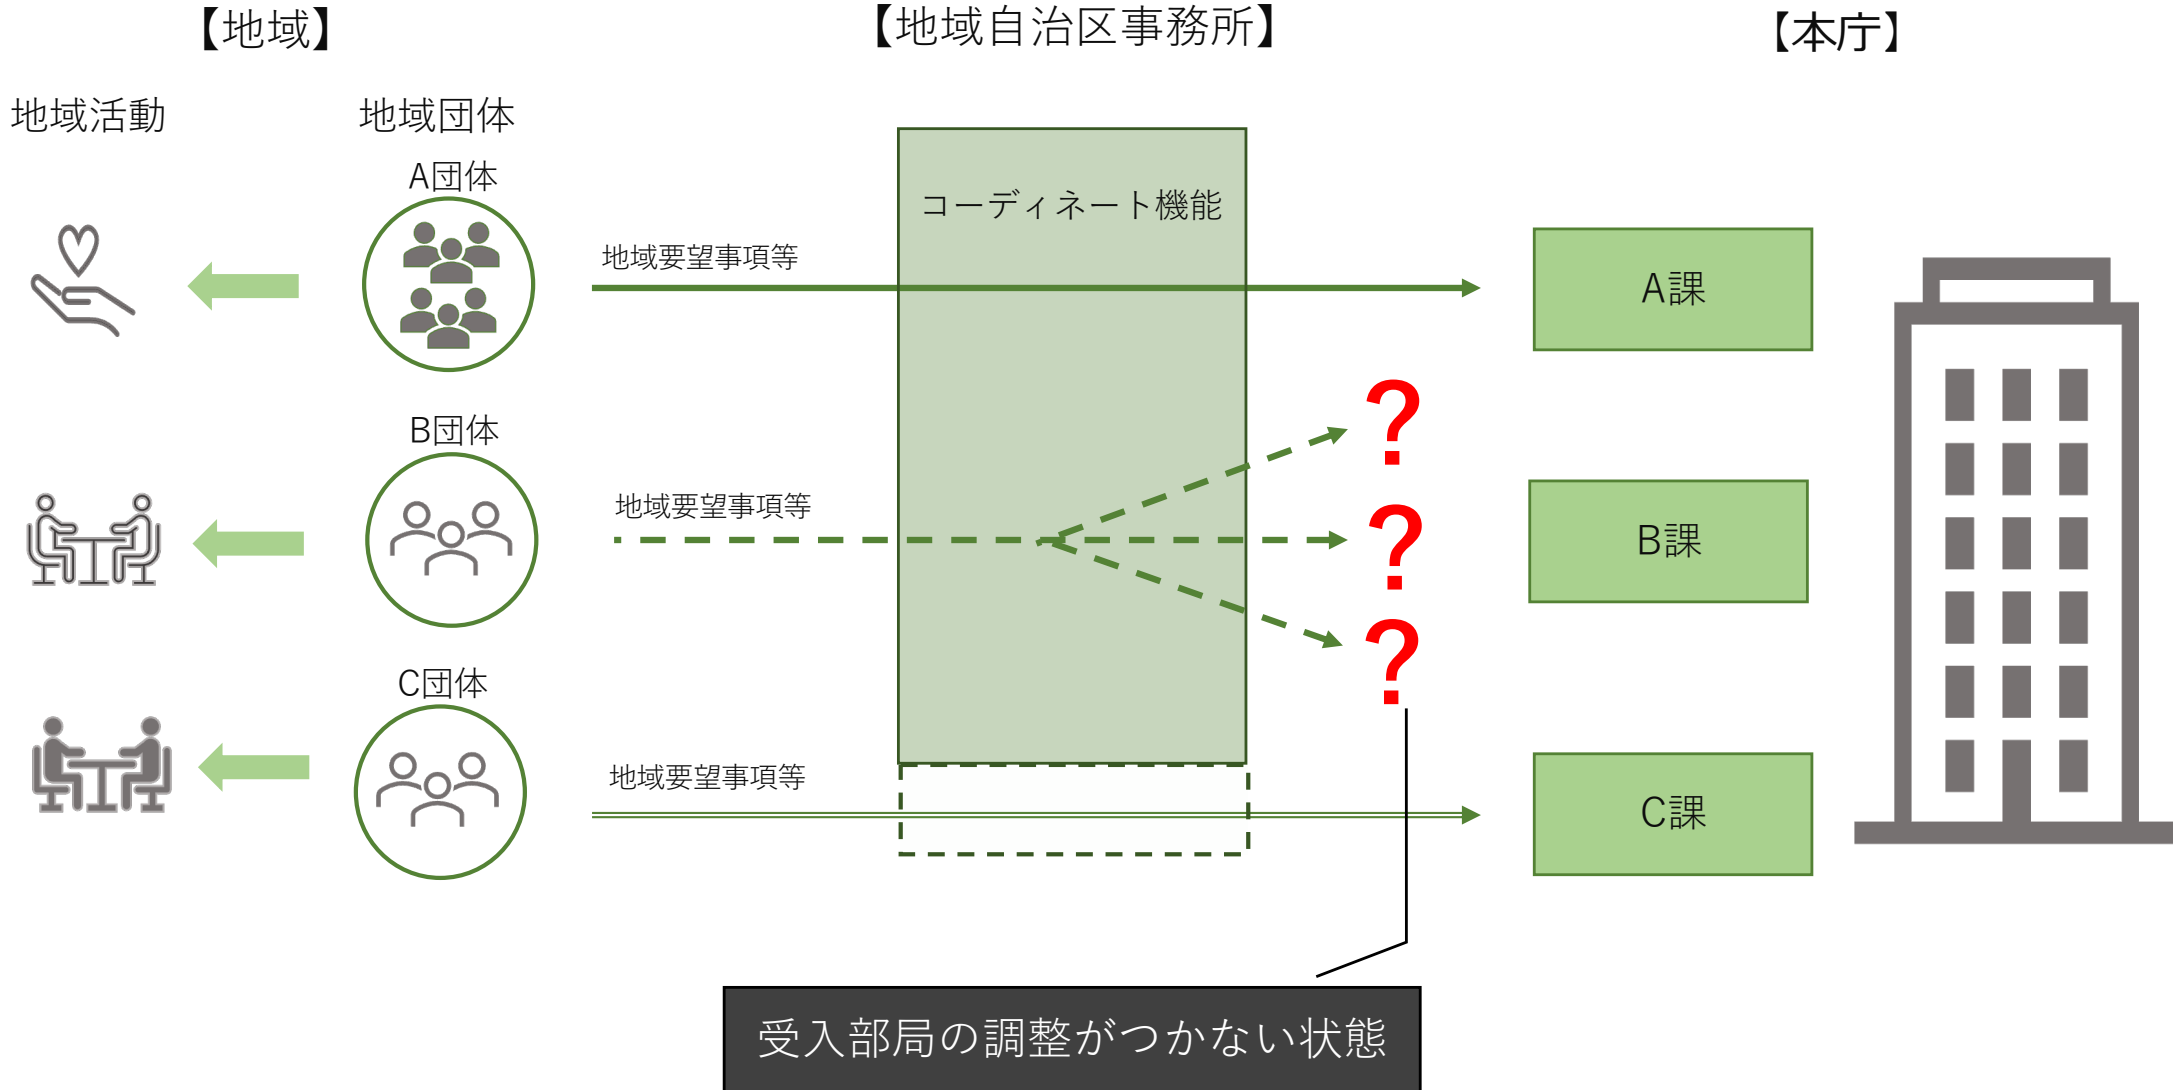 【地域】
【地域自治区事務所】
【本庁】
地域活動
地域団体
A団体
コーディネート機能
地域要望事項等
A課
?
B団体
地域要望事項等
?
B課
?
C団体
地域要望事項等
C課
受入部局の調整がつかない状態